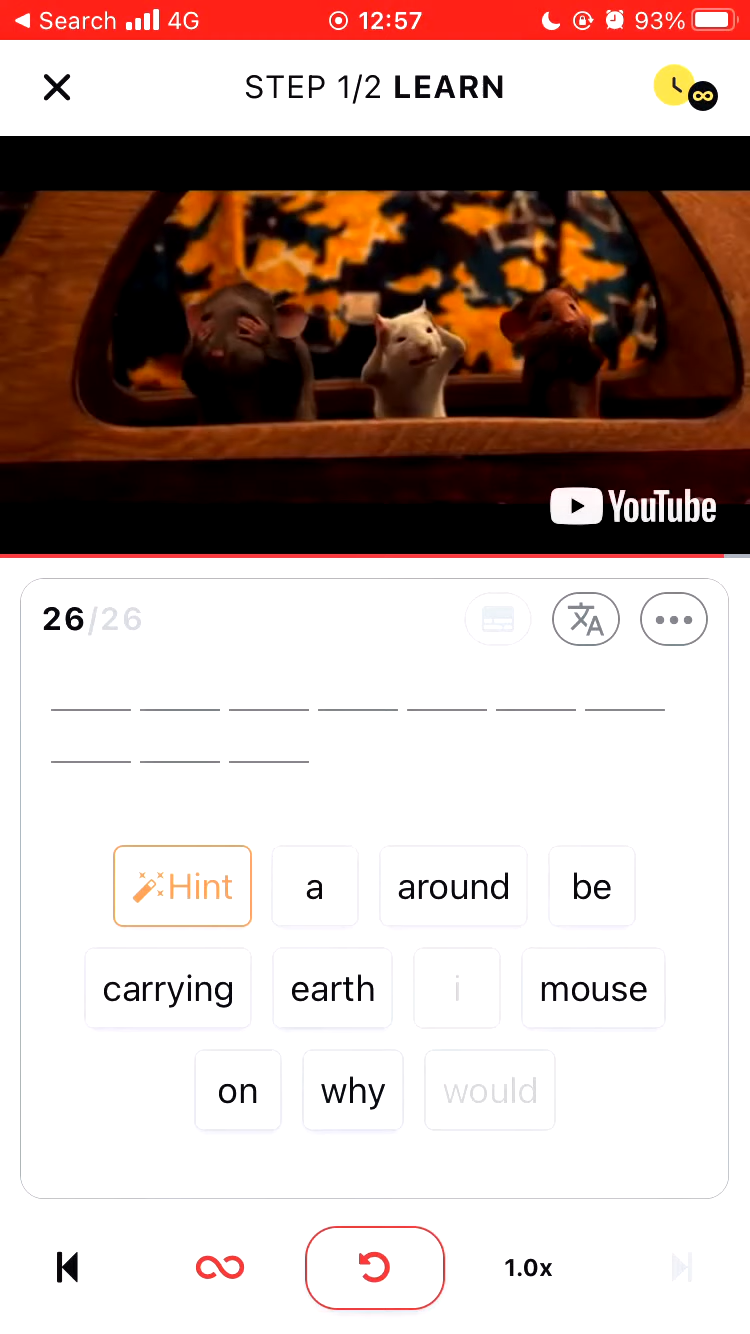 Search 4G 12:57 93%
STEP 1/2 LEARN
YouTube
26/26
Hint a around be
carrying earth i mouse
on why would
1.0x